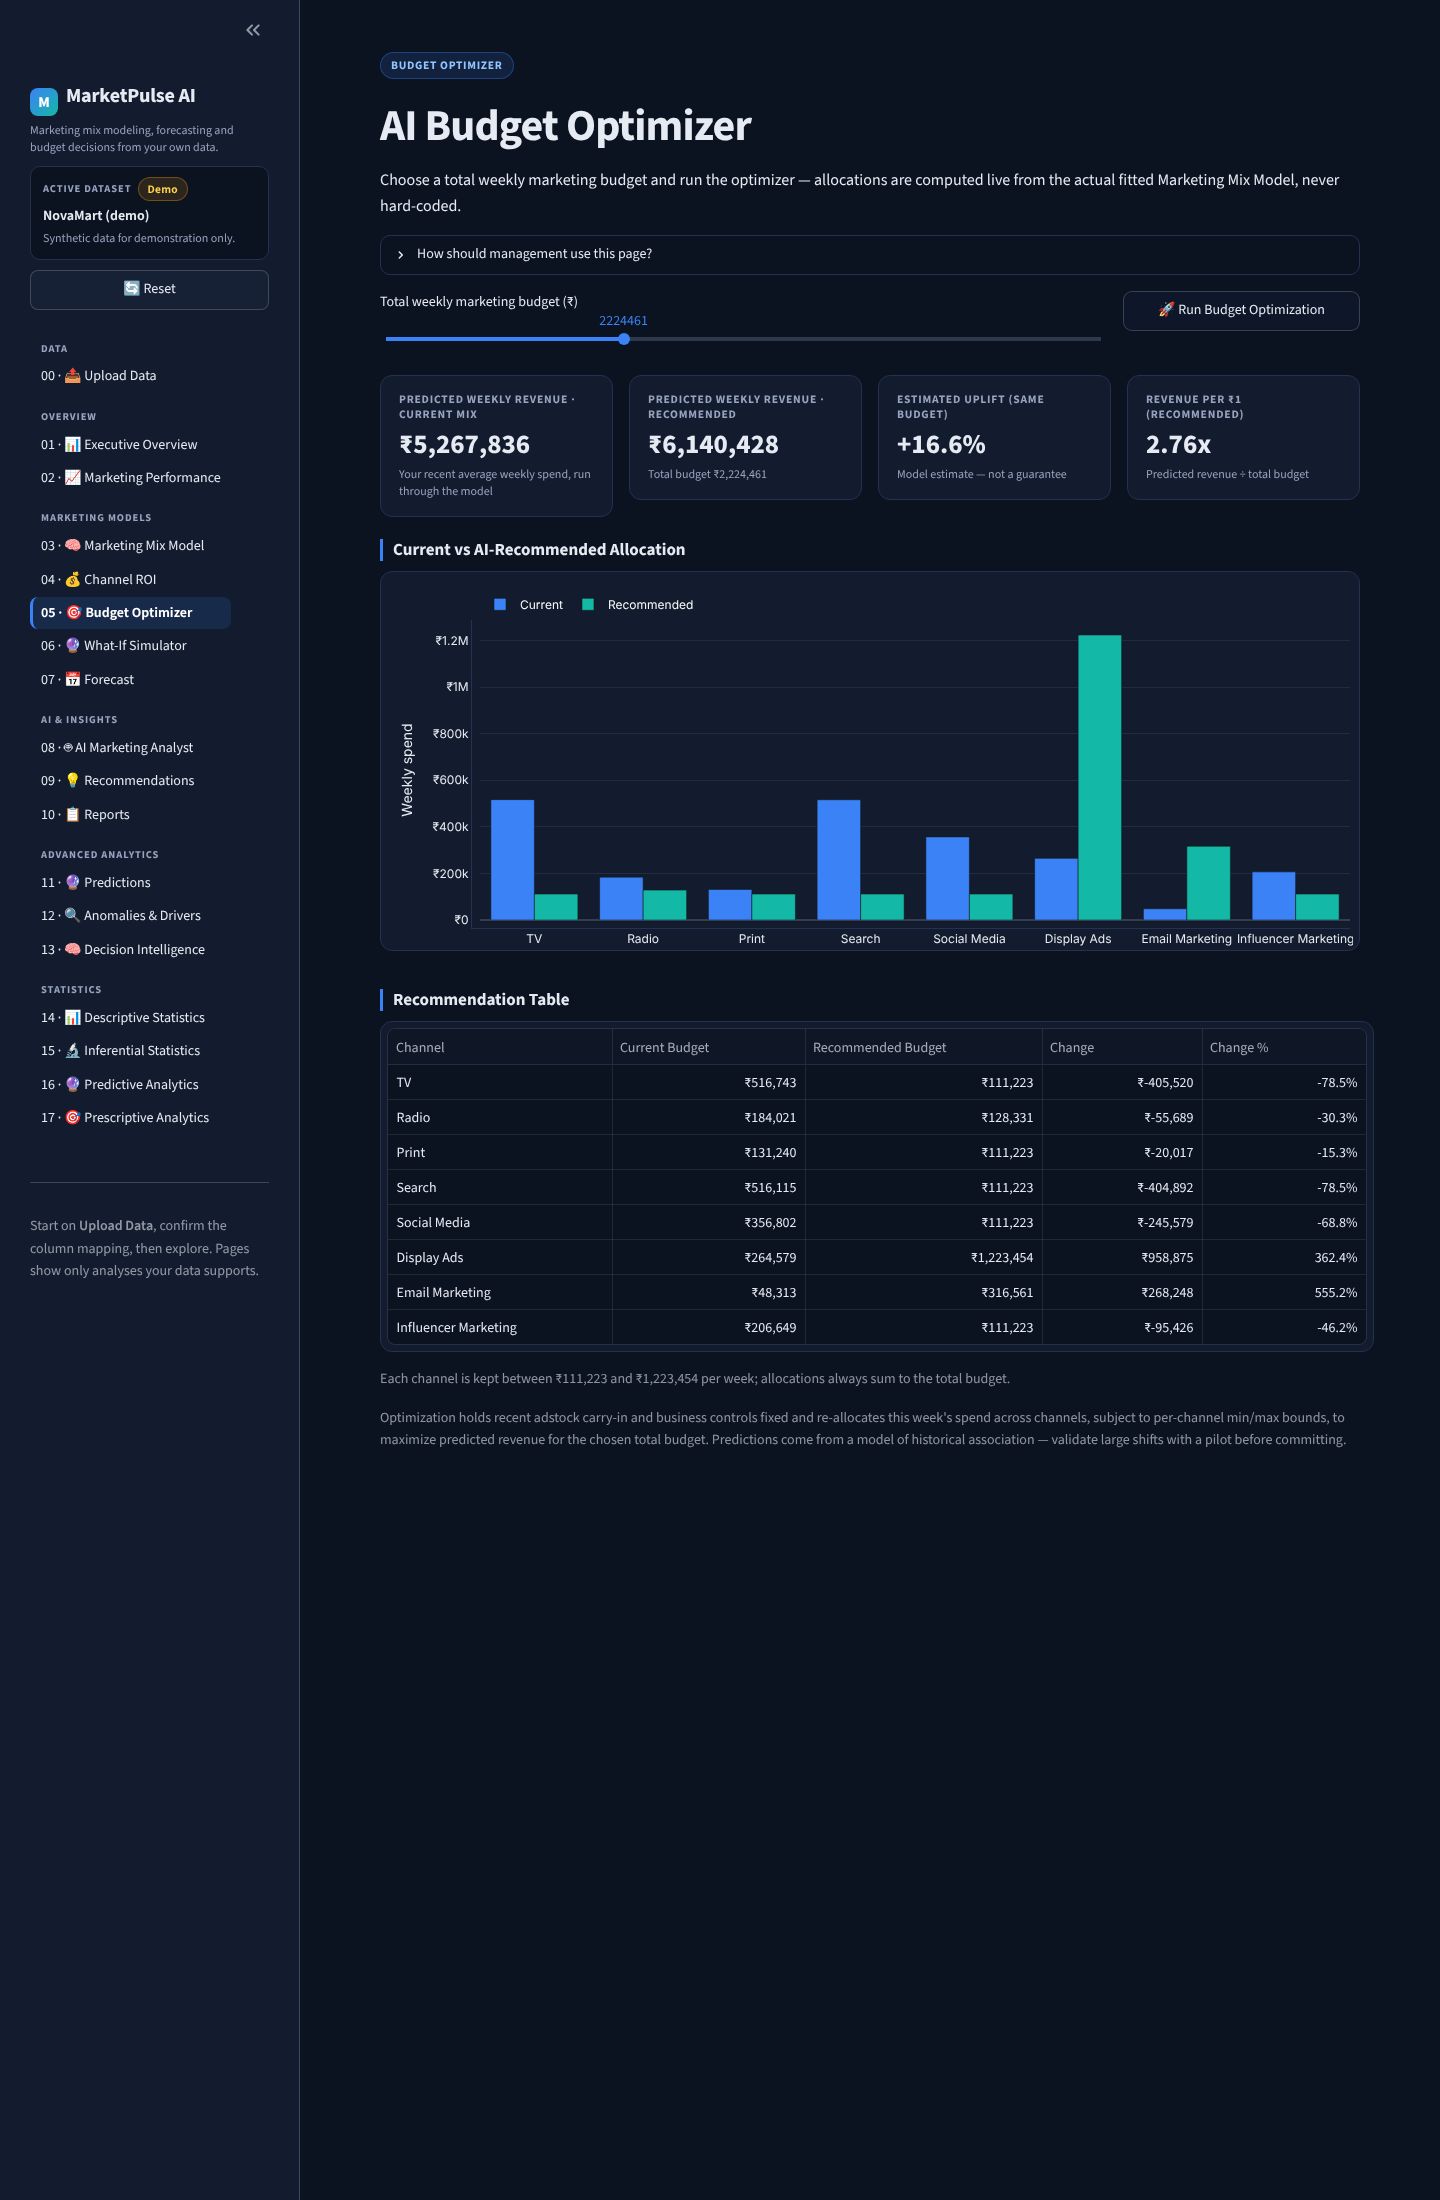 M MarketPulse AI
Marketing mix modeling, forecasting and
budget decisions from your own data.
ACTIVE DATASET Demo
NovaMart (demo)
Synthetic data for demonstration only.
🔄 Reset
DATA
00 · 📤 Upload Data
OVERVIEW
01 · 📊 Executive Overview
02 · 📈 Marketing Performance
MARKETING MODELS
03 · 🧠 Marketing Mix Model
04 · 💰 Channel ROI
05 · 🎯 Budget Optimizer
06 · 🔮 What-If Simulator
07 · 📅 Forecast
AI & INSIGHTS
08 · AI Marketing Analyst
09 · 💡 Recommendations
10 · 📋 Reports
ADVANCED ANALYTICS
11 · 🔮 Predictions
12 · 🔍 Anomalies & Drivers
13 · 🧠 Decision Intelligence
STATISTICS
14 · 📊 Descriptive Statistics
15 · 🔬 Inferential Statistics
16 · 🔮 Predictive Analytics
17 · 🎯 Prescriptive Analytics
Start on Upload Data, confirm the
column mapping, then explore. Pages
show only analyses your data supports.
BUDGET OPTIMIZER
AI Budget Optimizer
Choose a total weekly marketing budget and run the optimizer — allocations are computed live from the actual fitted Marketing Mix Model, never
hard-coded.
How should management use this page?
Total weekly marketing budget (₹)
2224461
🚀 Run Budget Optimization
PREDICTED WEEKLY REVENUE ·
CURRENT MIX
₹5,267,836
Your recent average weekly spend, run
through the model
PREDICTED WEEKLY REVENUE ·
RECOMMENDED
₹6,140,428
Total budget ₹2,224,461
ESTIMATED UPLIFT (SAME
BUDGET)
+16.6%
Model estimate — not a guarantee
REVENUE PER ₹1
(RECOMMENDED)
2.76x
Predicted revenue ÷ total budget
Current vs AI-Recommended Allocation
Current Recommended
Weekly spend
₹1.2M
₹1M
₹800k
₹600k
₹400k
₹200k
₹0
TV Radio Print Search Social Media Display Ads Email Marketing Influencer Marketing
Recommendation Table
Channel Current Budget Recommended Budget Change Change %
TV ₹516,743 ₹111,223 ₹-405,520 -78.5%
Radio ₹184,021 ₹128,331 ₹-55,689 -30.3%
Print ₹131,240 ₹111,223 ₹-20,017 -15.3%
Search ₹516,115 ₹111,223 ₹-404,892 -78.5%
Social Media ₹356,802 ₹111,223 ₹-245,579 -68.8%
Display Ads ₹264,579 ₹1,223,454 ₹958,875 362.4%
Email Marketing ₹48,313 ₹316,561 ₹268,248 555.2%
Influencer Marketing ₹206,649 ₹111,223 ₹-95,426 -46.2%
Each channel is kept between ₹111,223 and ₹1,223,454 per week; allocations always sum to the total budget.
Optimization holds recent adstock carry-in and business controls fixed and re-allocates this week's spend across channels, subject to per-channel min/max bounds, to
maximize predicted revenue for the chosen total budget. Predictions come from a model of historical association — validate large shifts with a pilot before committing.